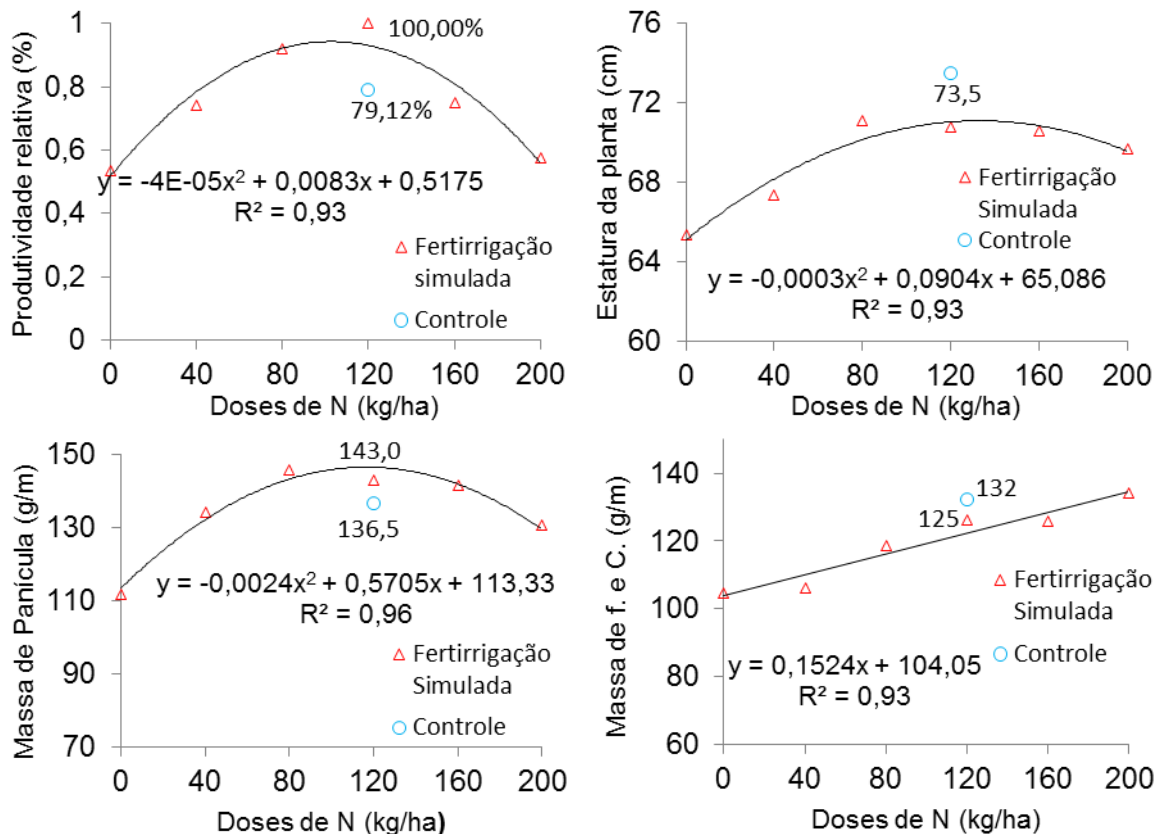 Produtividade relativa (%)
1
0,8
0,6
0,4
0,2
0
100,00%
79,12%
y = -4E-05x² + 0,0083x + 0,5175
R² = 0,93
Fertirrigação
simulada
Controle
0 40 80 120 160 200
Doses de N (kg/ha)
Estatura da planta (cm)
76
72
68
64
60
73,5
Fertirrigação
Simulada
Controle
y = -0,0003x² + 0,0904x + 65,086
R² = 0,93
0 40 80 120 160 200
Doses de N (kg/ha)
Massa de Panícula (g/m)
150
130
110
90
70
143,0
136,5
y = -0,0024x² + 0,5705x + 113,33
R² = 0,96
Fertirrigação
Simulada
Controle
0 40 80 120 160 200
Doses de N (kg/ha)
Massa de f. e C. (g/m)
140
120
100
80
60
132
125
Fertirrigação
Simulada
Controle
y = 0,1524x + 104,05
R² = 0,93
0 40 80 120 160 200
Doses de N (kg/ha)